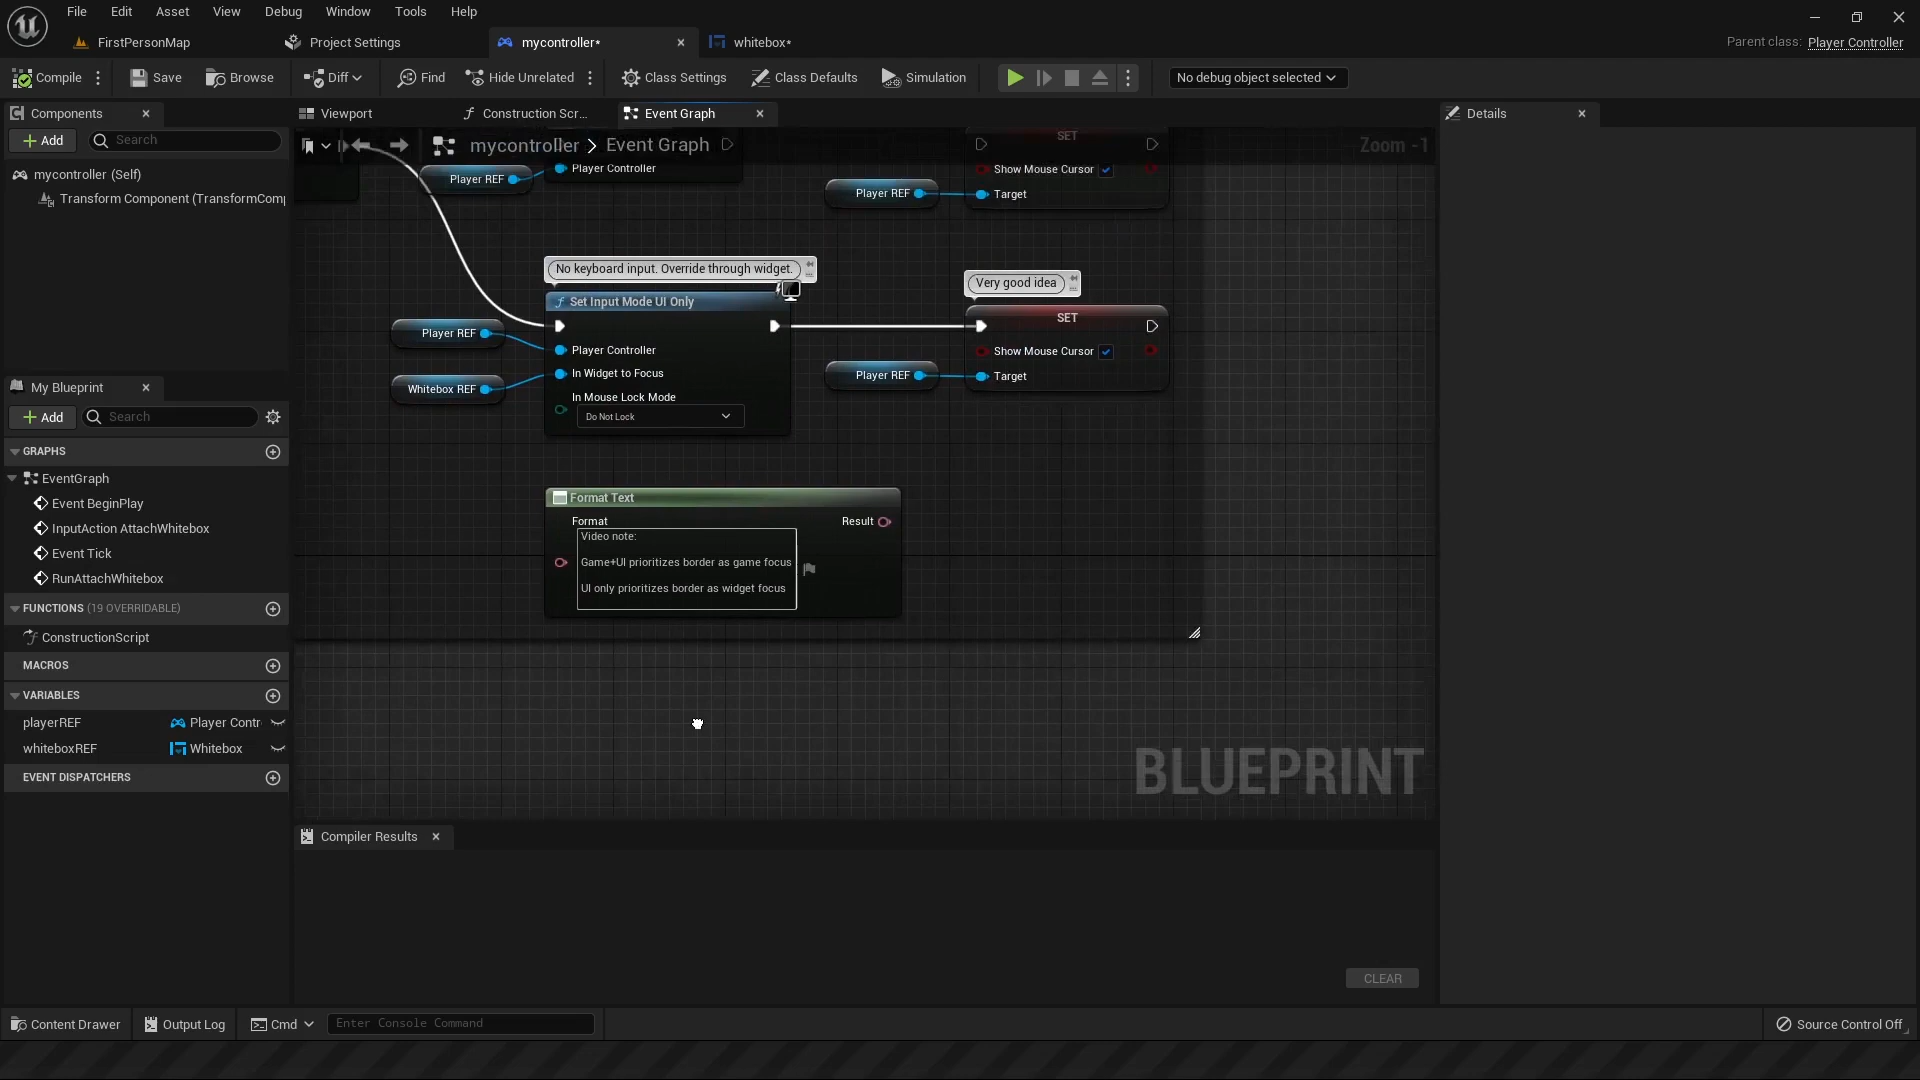 File Edit Asset View Debug Window Tools Help
FirstPersonMap Project Settings mycontroller* whitebox*
Parent class: Player Controller
Compile Save Browse Diff Find Hide Unrelated Class Settings Class Defaults Simulation No debug object selected
Components
Add Search
mycontroller (Self)
Transform Component (TransformComp
My Blueprint
Add Search
GRAPHS
EventGraph
Event BeginPlay
InputAction AttachWhitebox
Event Tick
RunAttachWhitebox
FUNCTIONS (19 OVERRIDABLE)
ConstructionScript
MACROS
VARIABLES
playerREF Player Contr
whiteboxREF Whitebox
EVENT DISPATCHERS
Viewport Construction Scr... Event Graph
mycontroller > Event Graph
Zoom -1
Player REF
Player Controller
SET
Show Mouse Cursor
Player REF
Target
No keyboard input. Override through widget.
Set Input Mode UI Only
Player REF
Player Controller
Whitebox REF
In Widget to Focus
In Mouse Lock Mode
Do Not Lock
Very good idea
SET
Show Mouse Cursor
Player REF
Target
Format Text
Format
Result
Video note:
Game+UI prioritizes border as game focus
UI only prioritizes border as widget focus
BLUEPRINT
Compiler Results
CLEAR
Details
Content Drawer Output Log Cmd Enter Console Command
Source Control Off